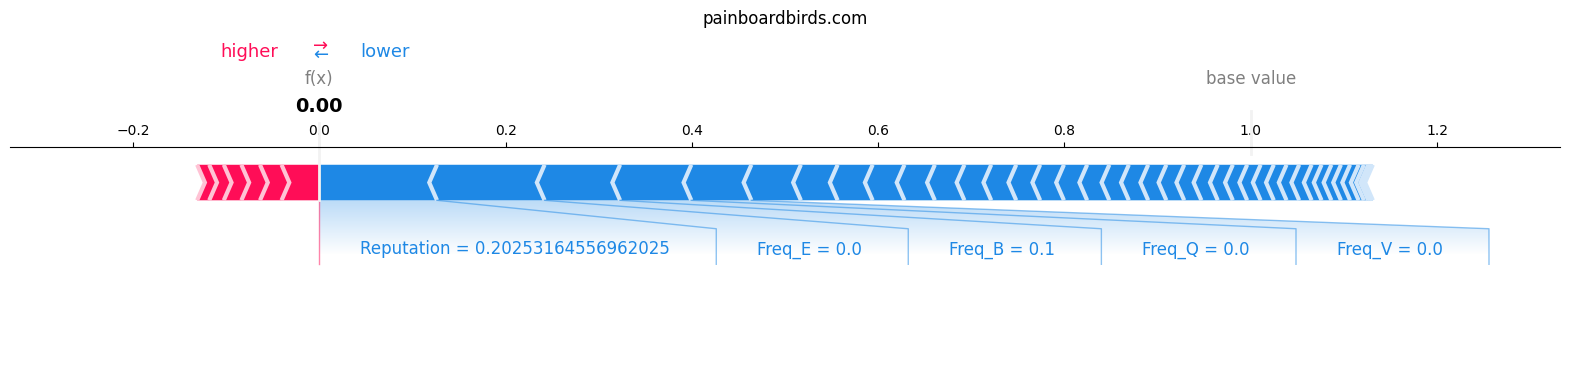 painboardbirds.com
higher ⇄ lower
f(x) base value
0.00
−0.2 0.0 0.2 0.4 0.6 0.8 1.0 1.2
Reputation = 0.20253164556962025 Freq_E = 0.0 Freq_B = 0.1 Freq_Q = 0.0 Freq_V = 0.0